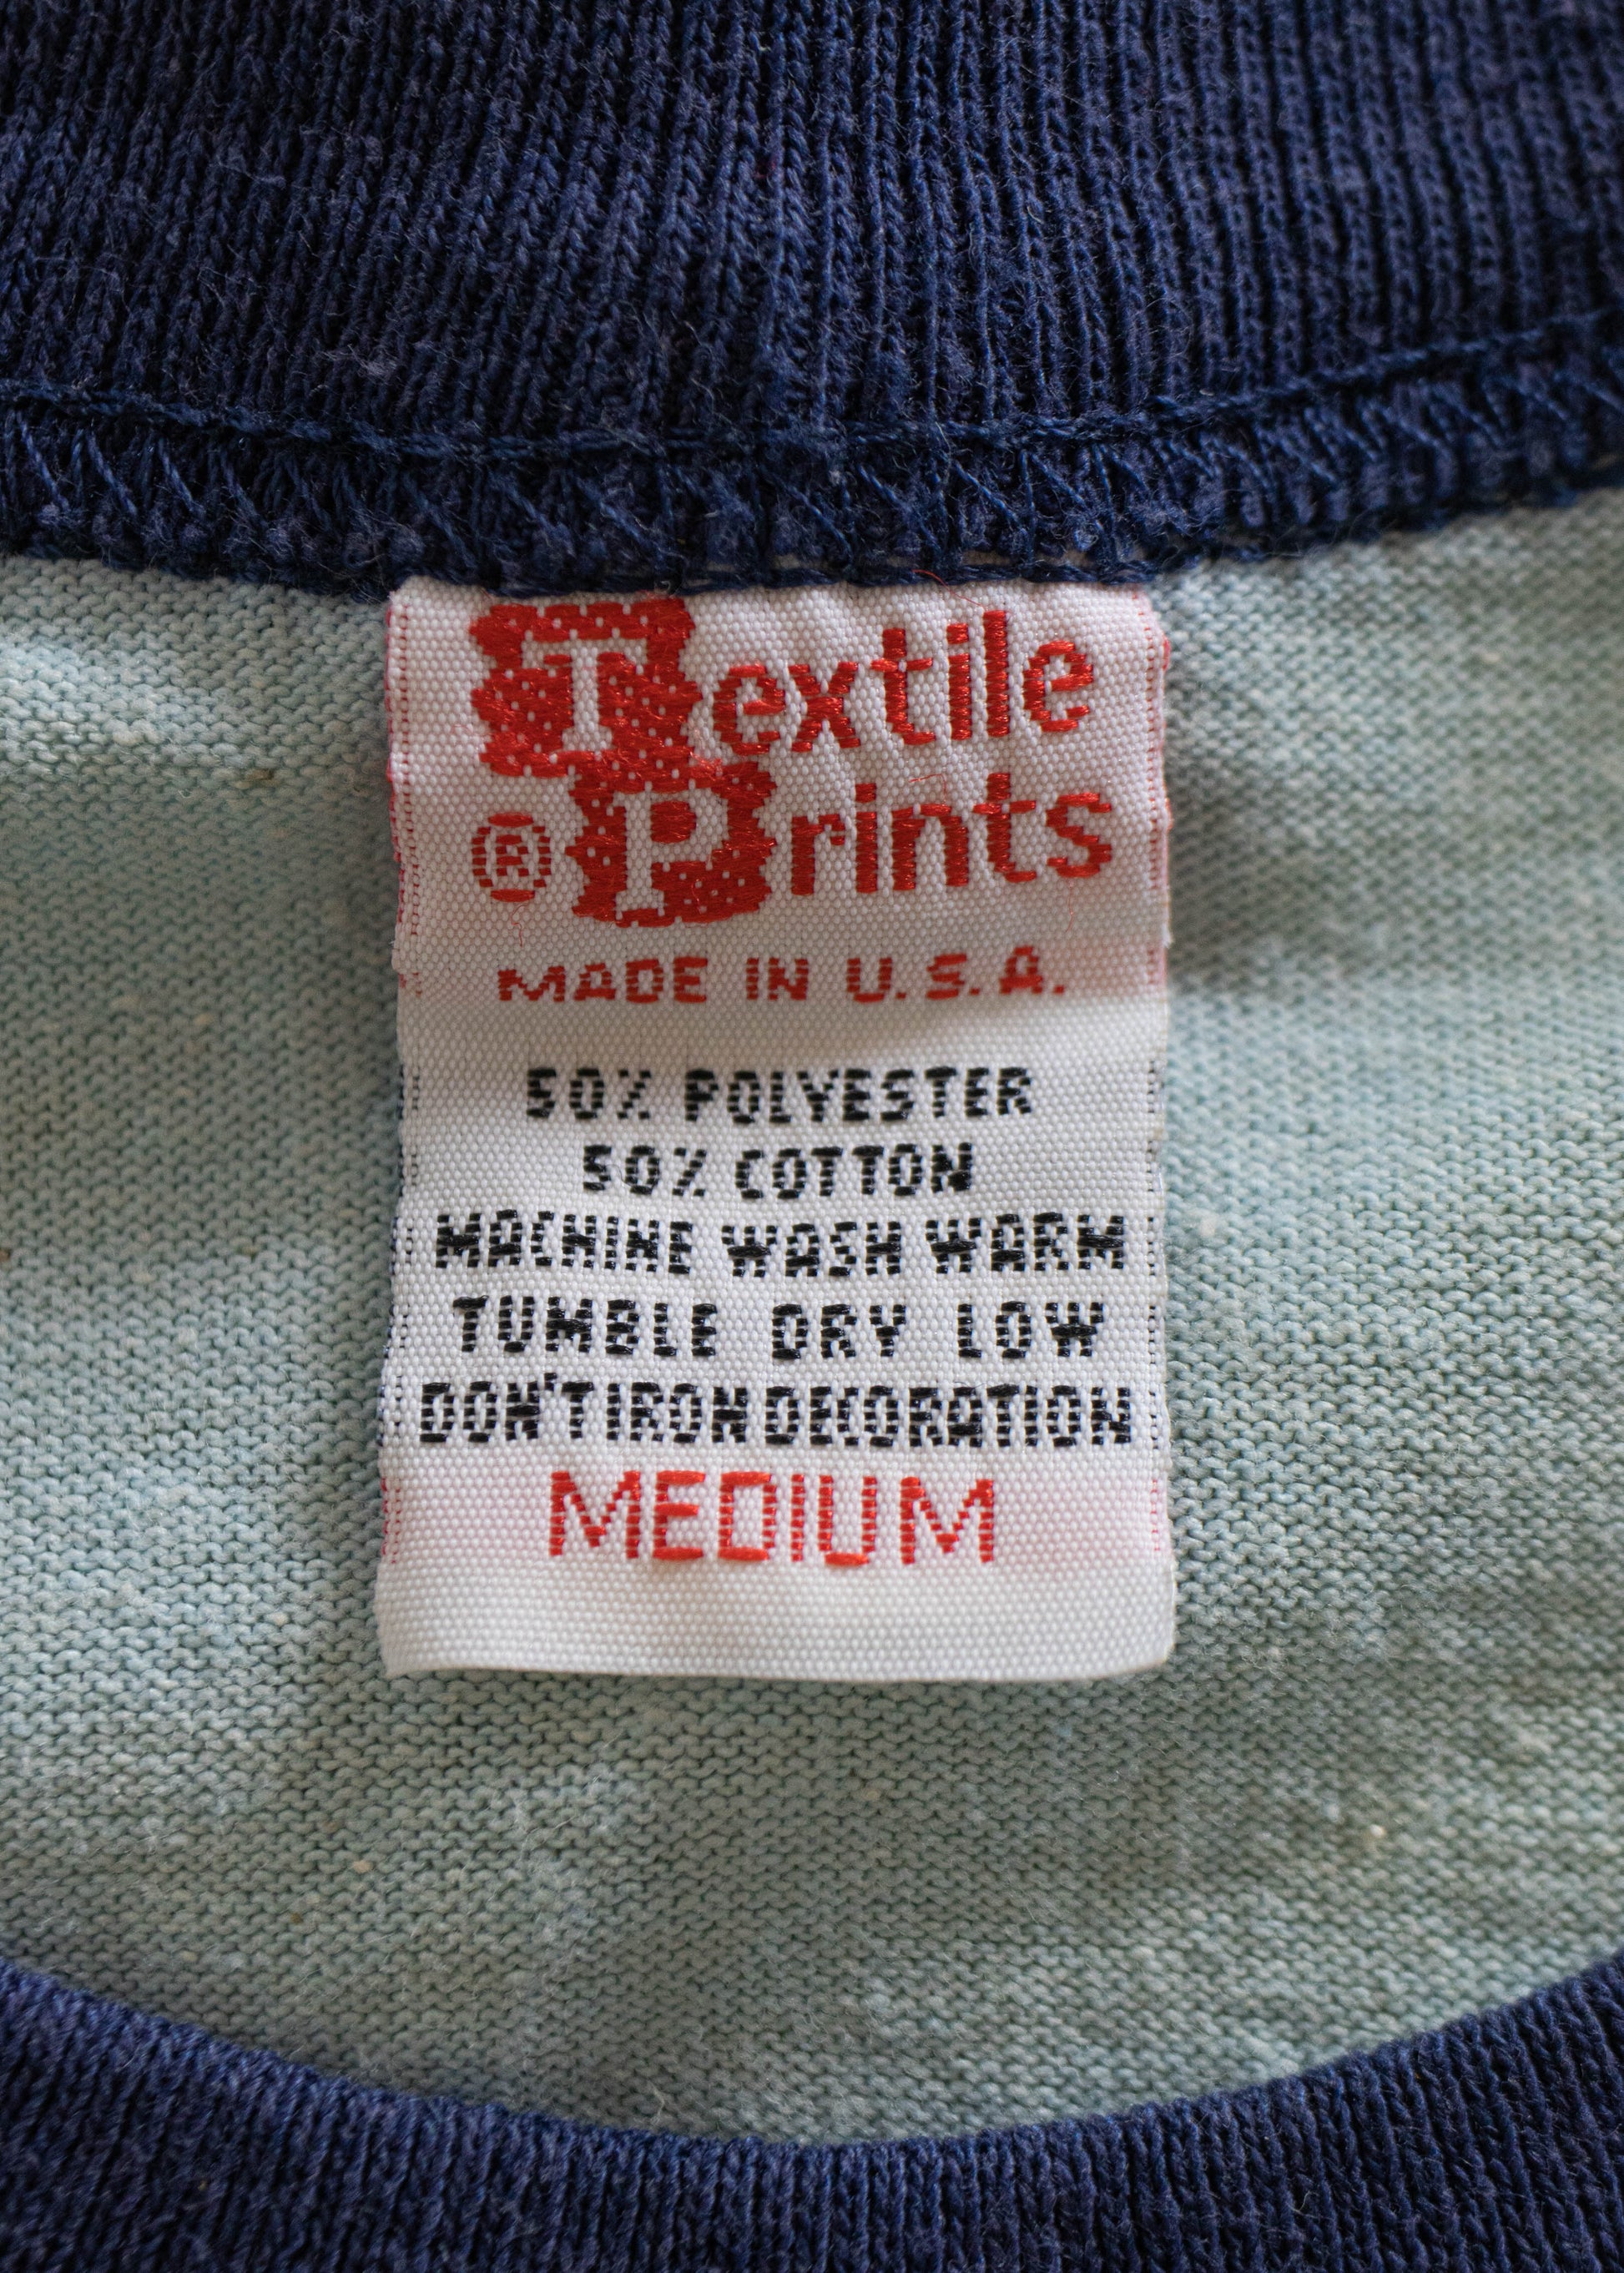 Textile
® Prints
MADE IN U.S.A.
50% POLYESTER
50% COTTON
MACHINE WASH WARM
TUMBLE DRY LOW
DON'T IRON DECORATION
MEDIUM